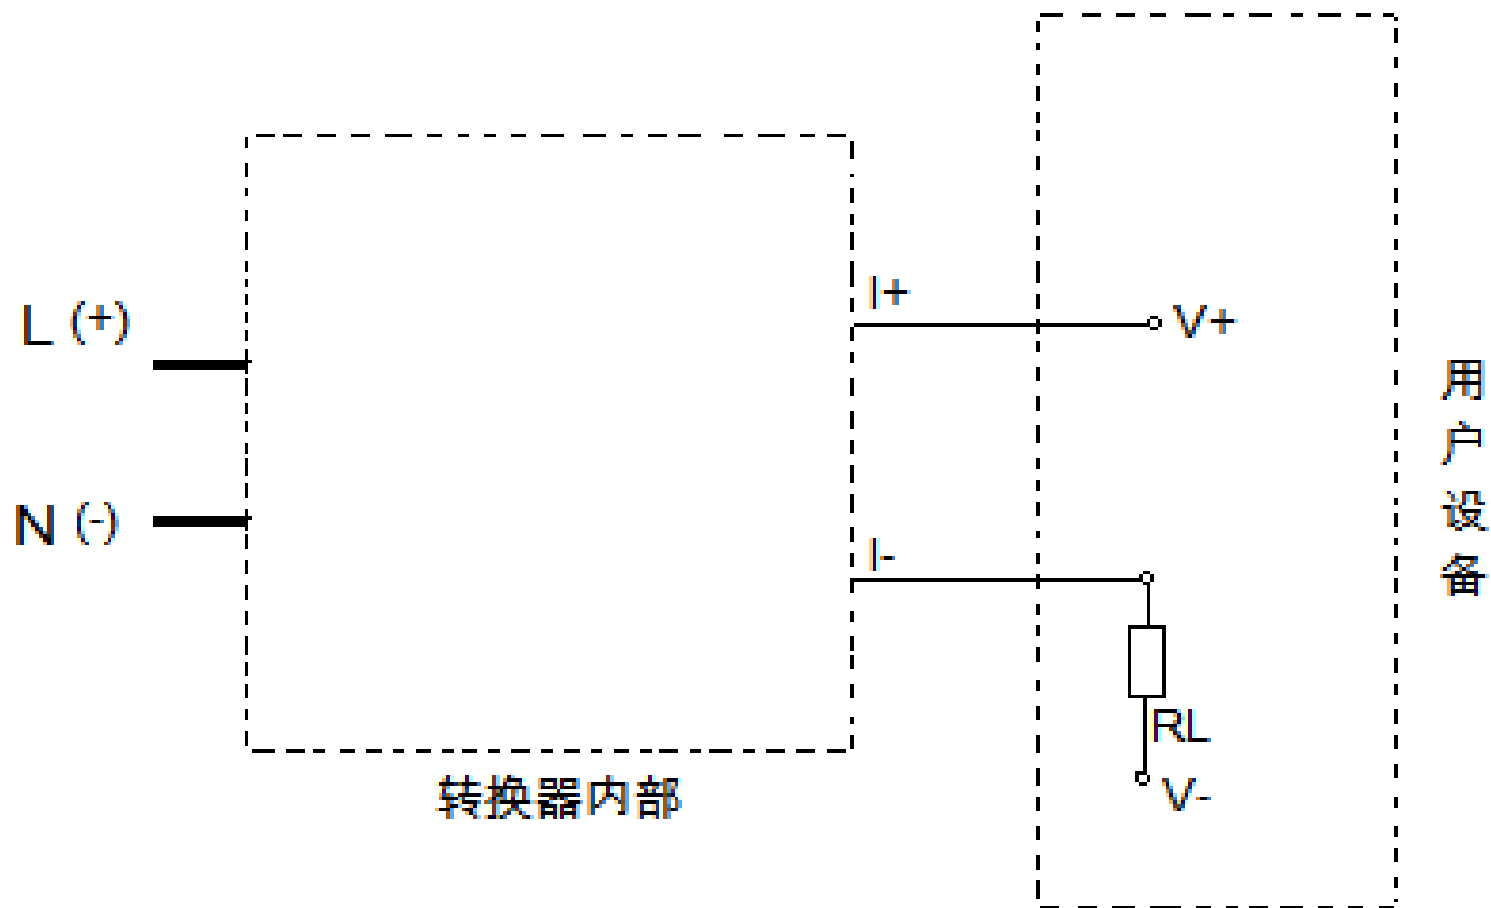 L (+)
N (-)
I+
I-
V+
RL
V-
转换器内部
用户设备